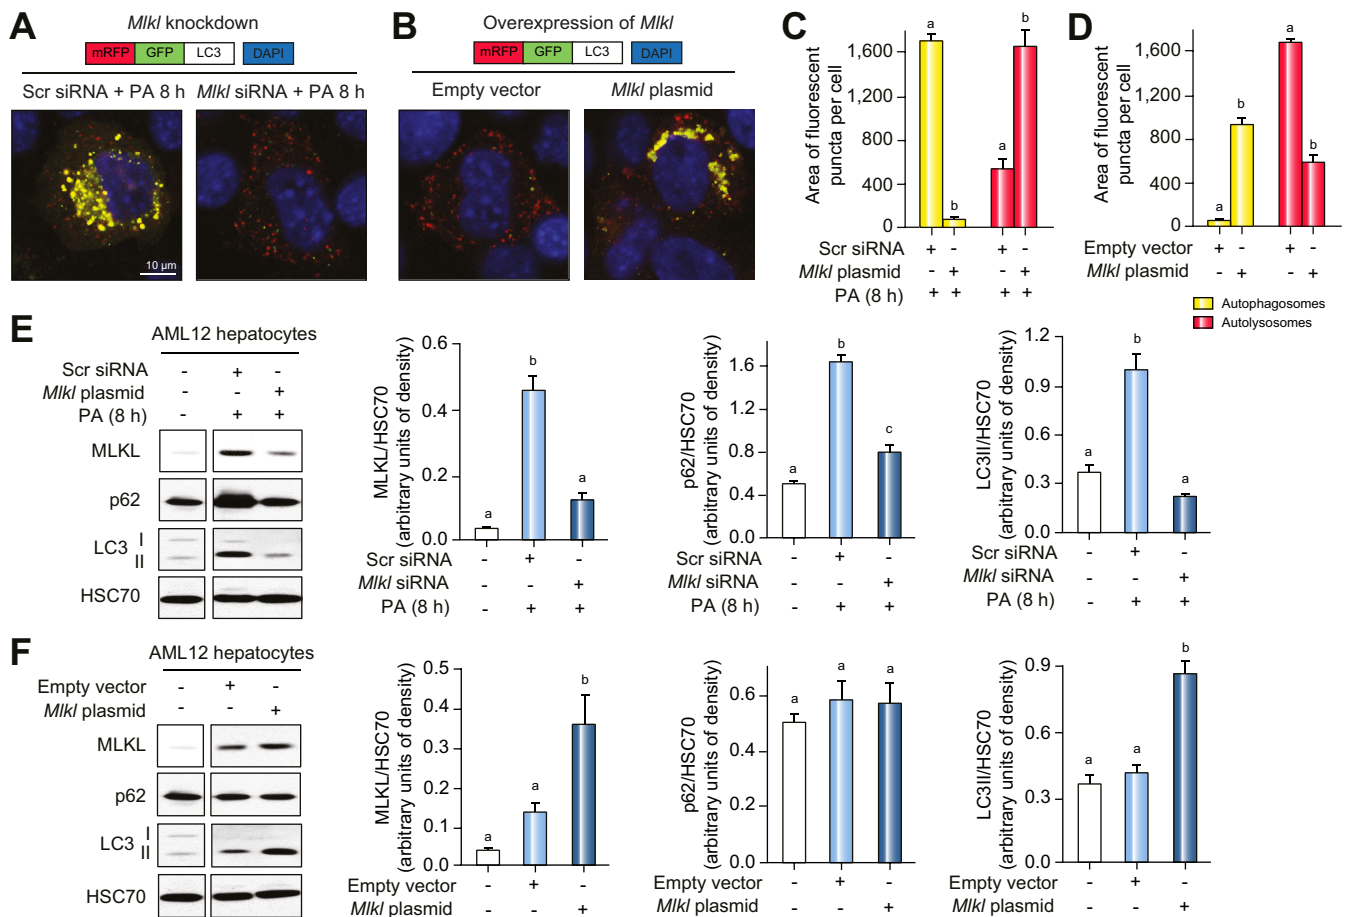 A
Mlkl knockdown
mRFP GFP LC3 DAPI
Scr siRNA + PA 8 h
Mlkl siRNA + PA 8 h
10 µm
B
Overexpression of Mlkl
mRFP GFP LC3 DAPI
Empty vector
Mlkl plasmid
C
Area of fluorescent
puncta per cell
1,600
1,200
800
400
0
a
b
a
b
Scr siRNA + - + -
Mlkl plasmid - + - +
PA (8 h) + + + +
D
Area of fluorescent
puncta per cell
1,600
1,200
800
400
0
a
b
a
b
Empty vector + - + -
Mlkl plasmid - + - +
Autophagosomes
Autolysosomes
E
AML12 hepatocytes
Scr siRNA - + -
Mlkl plasmid - - +
PA (8 h) - + +
MLKL
p62
LC3 I
II
HSC70
MLKL/HSC70
(arbitrary units of density)
0.6
0.4
0.2
0.0
a
b
a
Scr siRNA - + -
Mlkl siRNA - - +
PA (8 h) - + +
p62/HSC70
(arbitrary units of density)
1.6
1.2
0.8
0.4
0.0
a
b
c
Scr siRNA - + -
Mlkl siRNA - - +
PA (8 h) - + +
LC3II/HSC70
(arbitrary units of density)
1.2
0.9
0.6
0.3
0.0
a
b
a
Scr siRNA - + -
Mlkl siRNA - - +
PA (8 h) - + +
F
AML12 hepatocytes
Empty vector - + -
Mlkl plasmid - - +
MLKL
p62
LC3 I
II
HSC70
MLKL/HSC70
(arbitrary units of density)
0.5
0.4
0.3
0.2
0.1
0.0
a
a
b
Empty vector - + -
Mlkl plasmid - - +
p62/HSC70
(arbitrary units of density)
0.6
0.4
0.2
0.0
a
a
a
Empty vector - + -
Mlkl plasmid - - +
LC3II/HSC70
(arbitrary units of density)
0.9
0.6
0.3
0.0
a
a
b
Empty vector - + -
Mlkl plasmid - - +